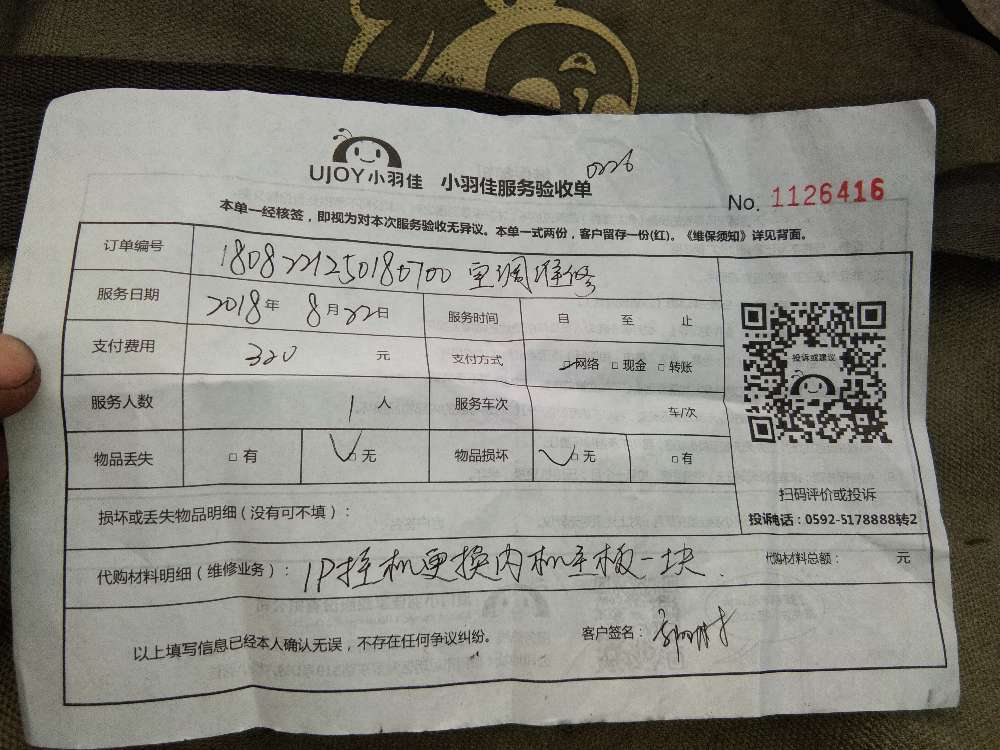 UJOY小羽佳 小羽佳服务验收单 0226
No. 1126416
本单一经核签，即视为对本次服务验收无异议。本单一式两份，客户留存一份(红)。《维保须知》详见背面。
订单编号 1808221250180700 空调维修
服务日期 2018年 8月22日 服务时间 自 至 止
支付费用 320 元 支付方式 □网络 □现金 □转账
投诉或建议
服务人数 1人 服务车次 车/次
物品丢失 □有 ☑无 物品损坏 ☑无 □有
扫码评价或投诉
损坏或丢失物品明细（没有可不填）：
投诉电话：0592-5178888转2
代购材料明细（维修业务）：1P挂机更换内机主板一块. 代购材料总额： 元
以上填写信息已经本人确认无误，不存在任何争议纠纷。 客户签名：